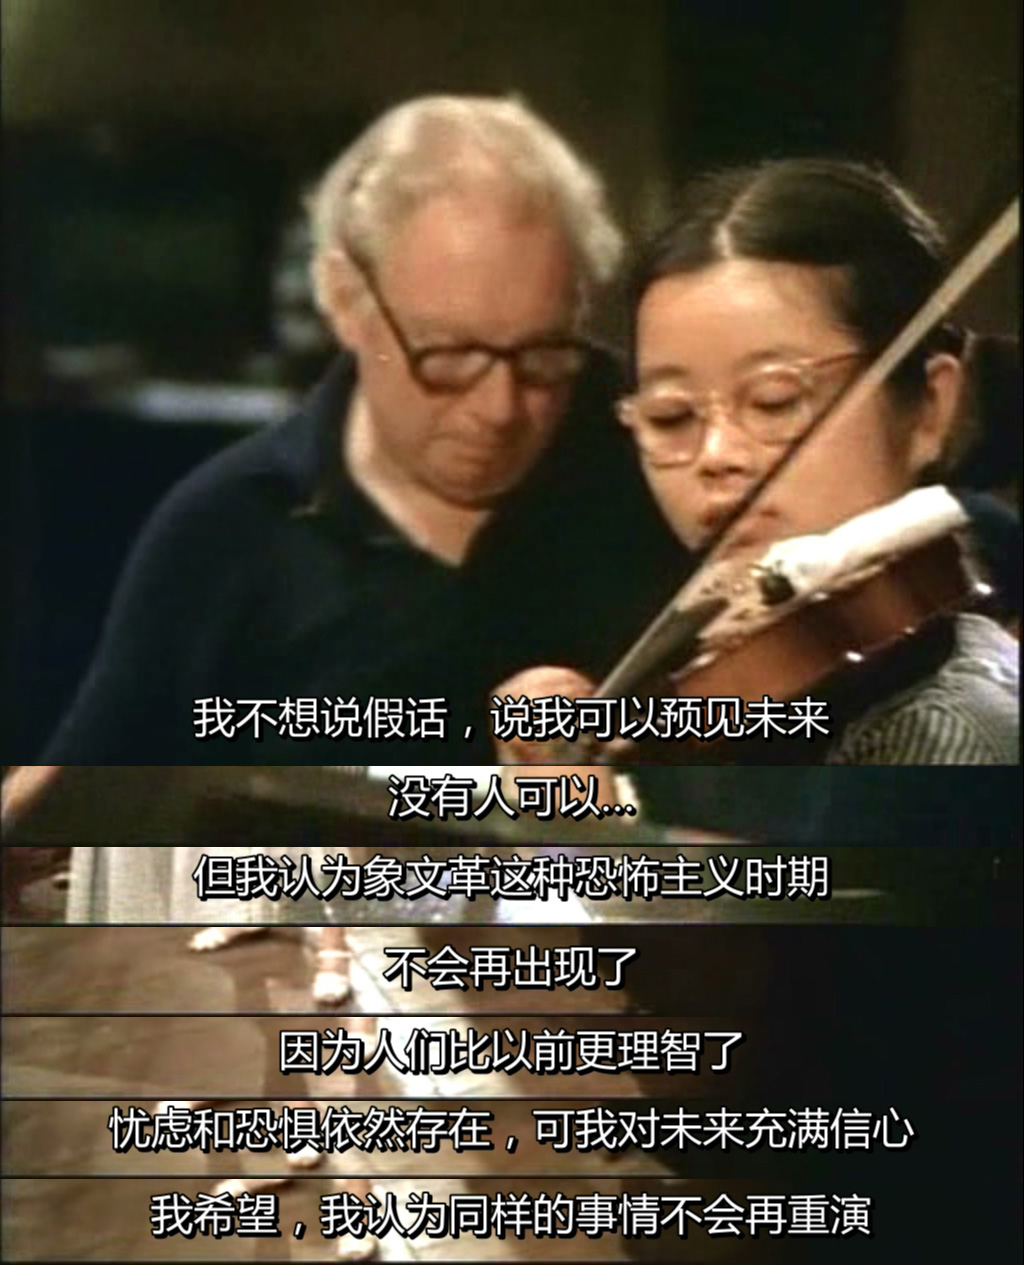 我不想说假话，说我可以预见未来
没有人可以...
但我认为象文革这种恐怖主义时期
不会再出现了
因为人们比以前更理智了
忧虑和恐惧依然存在，可我对未来充满信心
我希望，我认为同样的事情不会再重演